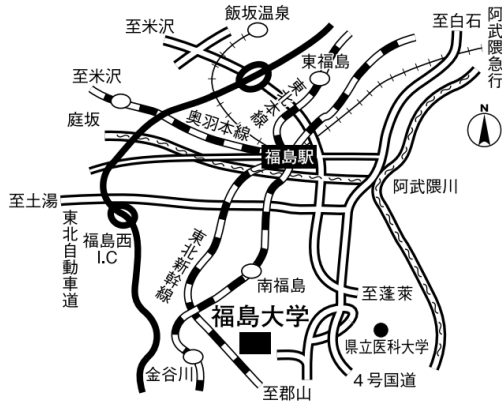 飯坂温泉
至米沢
至白石
阿武隈急行
東福島
至米沢
東北本線
庭坂
奥羽本線
福島駅
N
阿武隈川
至土湯
東北自動車道
福島西
I.C
東北新幹線
南福島
至蓬萊
福島大学
県立医科大学
金谷川
至郡山
４号国道